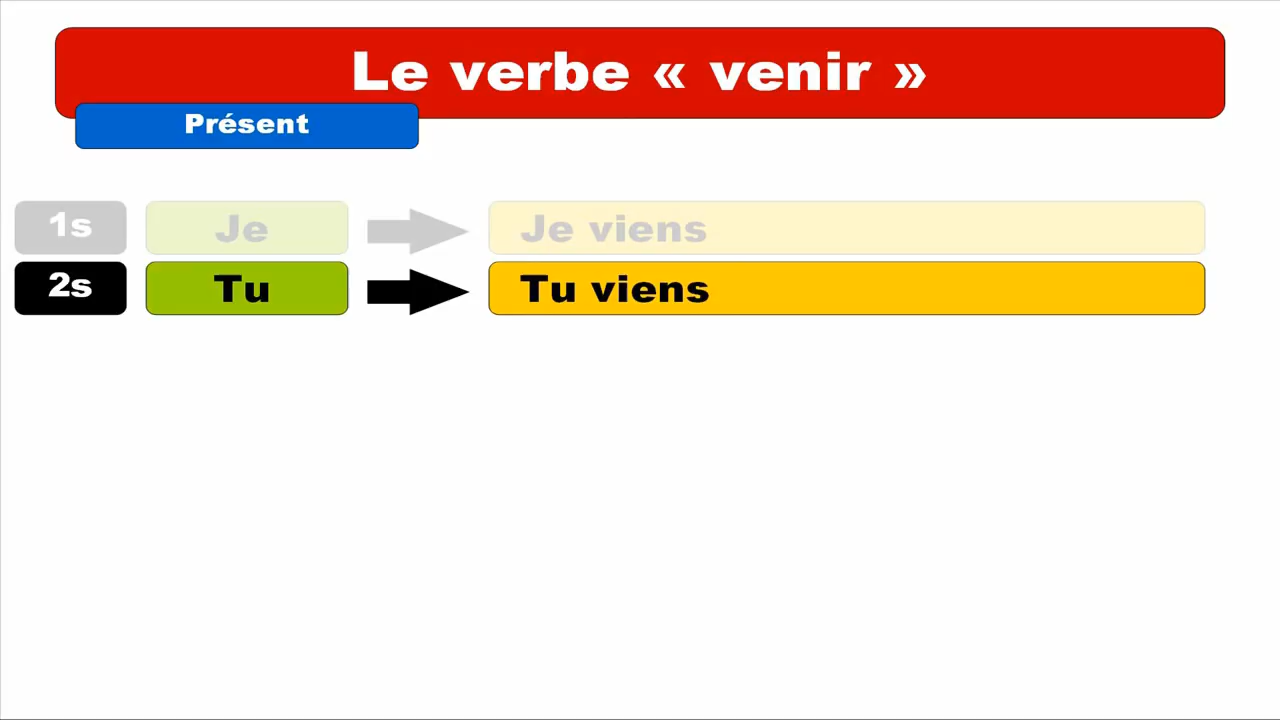 Le verbe « venir »
Présent
1s Je Je viens
2s Tu Tu viens